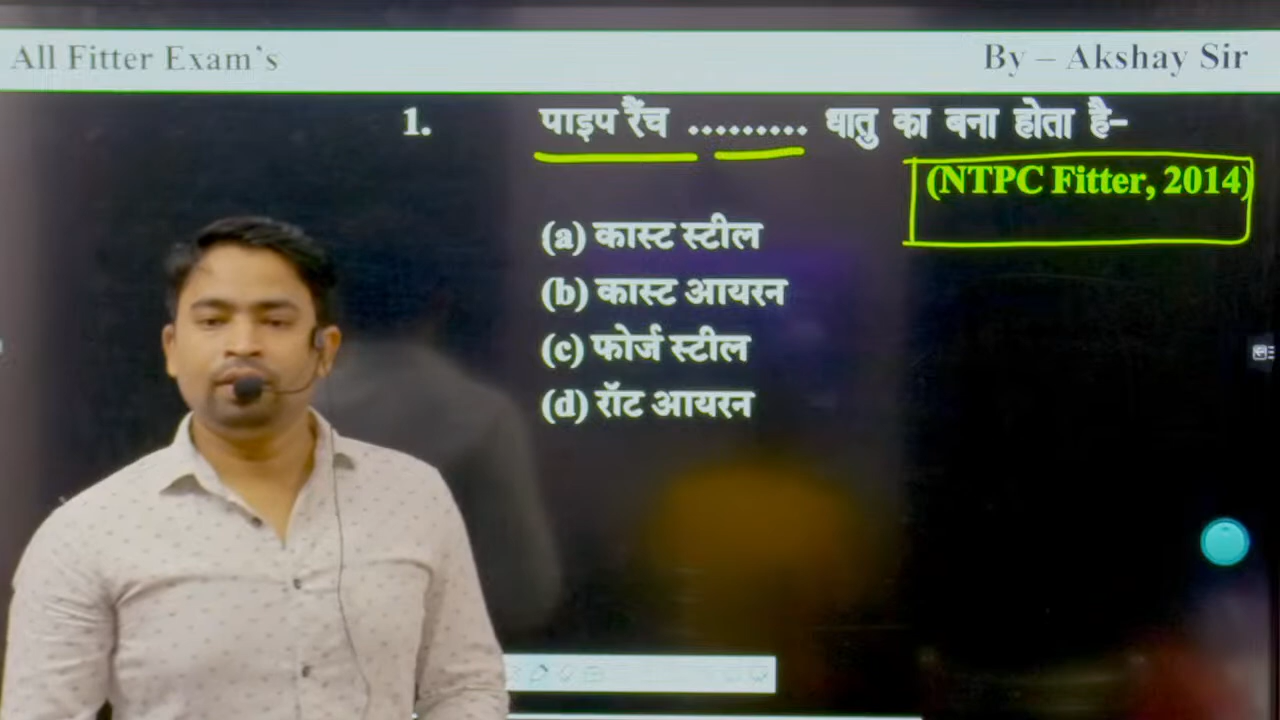 All Fitter Exam's
By – Akshay Sir
1. पाइप रैंच ......... धातु का बना होता है–
(NTPC Fitter, 2014)
(a) कास्ट स्टील
(b) कास्ट आयरन
(c) फोर्ज स्टील
(d) रॉट आयरन